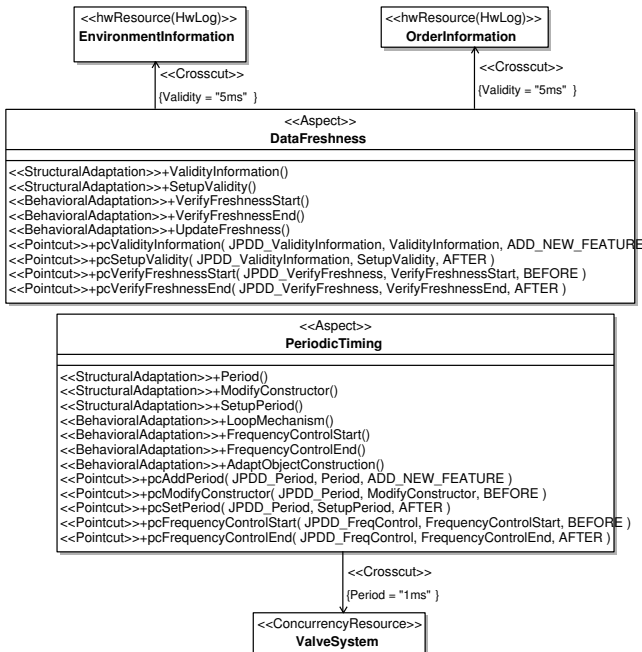 <<hwResource(HwLog)>>
EnvironmentInformation
<<hwResource(HwLog)>>
OrderInformation
<<Crosscut>>
{Validity = "5ms" }
<<Crosscut>>
{Validity = "5ms" }
<<Aspect>>
DataFreshness
<<StructuralAdaptation>>+ValidityInformation()
<<StructuralAdaptation>>+SetupValidity()
<<BehavioralAdaptation>>+VerifyFreshnessStart()
<<BehavioralAdaptation>>+VerifyFreshnessEnd()
<<BehavioralAdaptation>>+UpdateFreshness()
<<Pointcut>>+pcValidityInformation( JPDD_ValidityInformation, ValidityInformation, ADD_NEW_FEATURE
<<Pointcut>>+pcSetupValidity( JPDD_ValidityInformation, SetupValidity, AFTER )
<<Pointcut>>+pcVerifyFreshnessStart( JPDD_VerifyFreshness, VerifyFreshnessStart, BEFORE )
<<Pointcut>>+pcVerifyFreshnessEnd( JPDD_VerifyFreshness, VerifyFreshnessEnd, AFTER )
<<Aspect>>
PeriodicTiming
<<StructuralAdaptation>>+Period()
<<StructuralAdaptation>>+ModifyConstructor()
<<StructuralAdaptation>>+SetupPeriod()
<<BehavioralAdaptation>>+LoopMechanism()
<<BehavioralAdaptation>>+FrequencyControlStart()
<<BehavioralAdaptation>>+FrequencyControlEnd()
<<BehavioralAdaptation>>+AdaptObjectConstruction()
<<Pointcut>>+pcAddPeriod( JPDD_Period, Period, ADD_NEW_FEATURE )
<<Pointcut>>+pcModifyConstructor( JPDD_Period, ModifyConstructor, BEFORE )
<<Pointcut>>+pcSetPeriod( JPDD_Period, SetupPeriod, AFTER )
<<Pointcut>>+pcFrequencyControlStart( JPDD_FreqControl, FrequencyControlStart, BEFORE )
<<Pointcut>>+pcFrequencyControlEnd( JPDD_FreqControl, FrequencyControlEnd, AFTER )
<<Crosscut>>
{Period = "1ms" }
<<ConcurrencyResource>>
ValveSystem